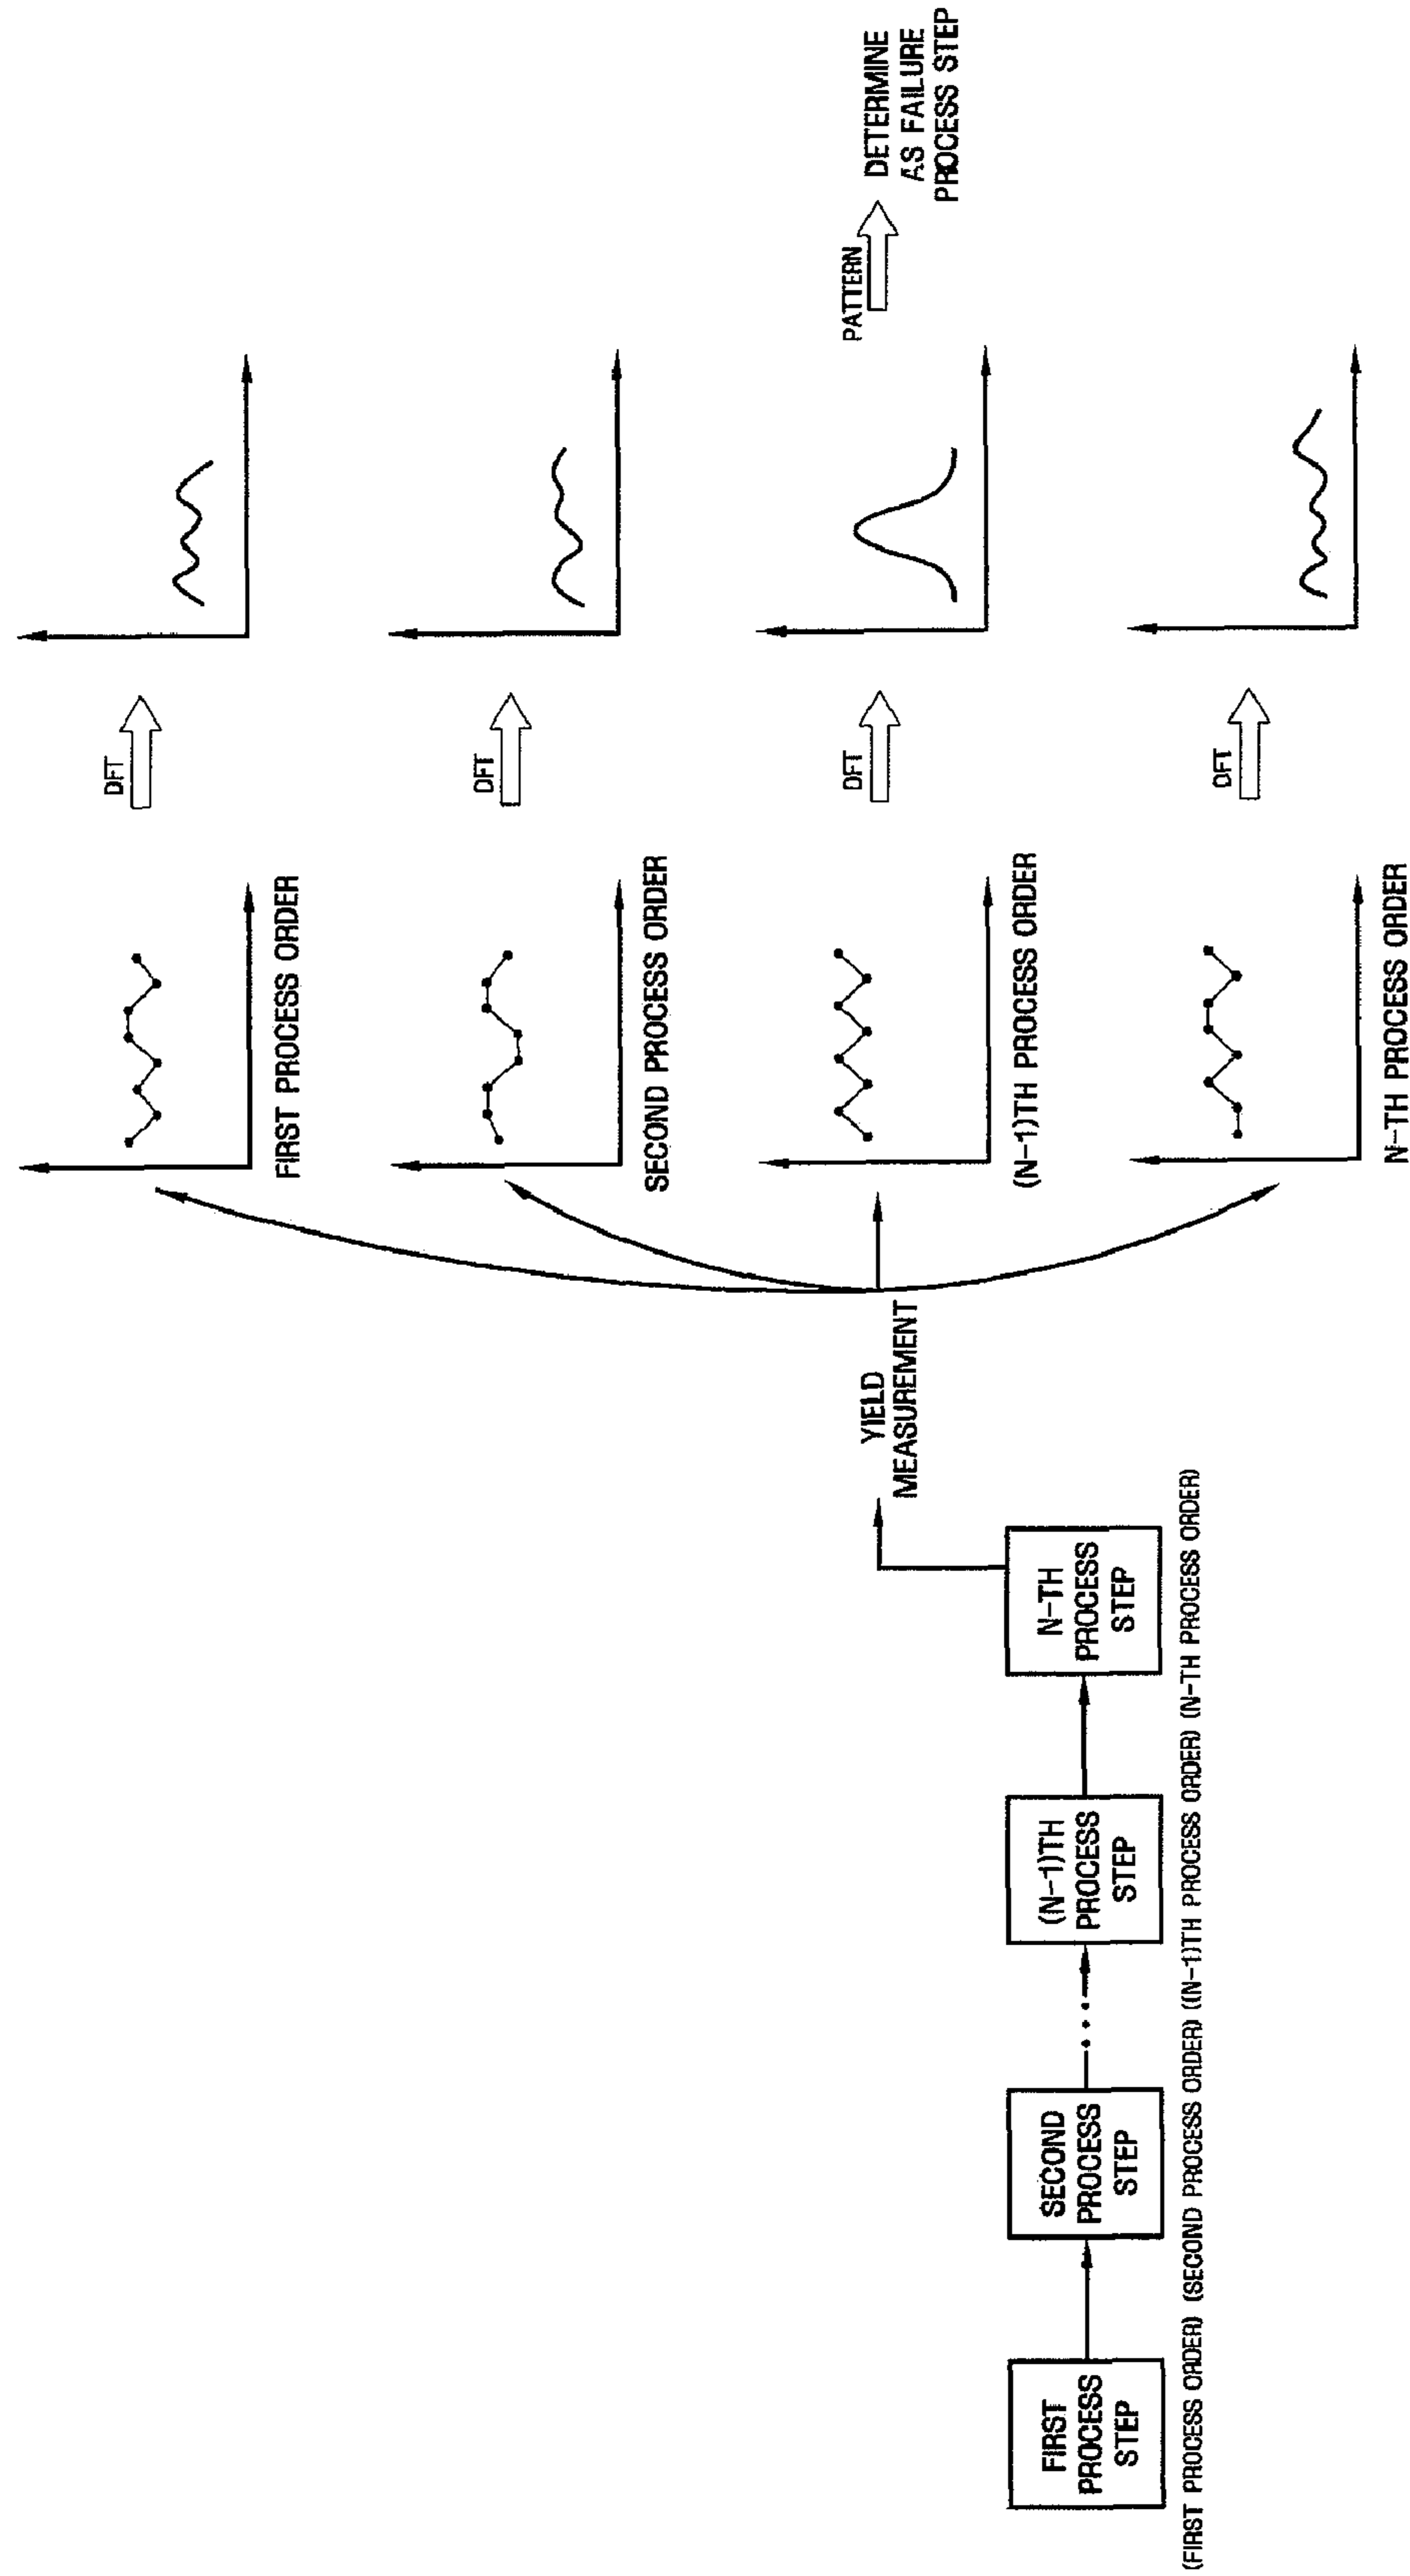 FIRST
PROCESS
STEP
SECOND
PROCESS
STEP
(N-1)TH
PROCESS
STEP
N-TH
PROCESS
STEP
(FIRST PROCESS ORDER) (SECOND PROCESS ORDER) ((N-1)TH PROCESS ORDER) (N-TH PROCESS ORDER)
YIELD
MEASUREMENT
FIRST PROCESS ORDER
DFT
SECOND PROCESS ORDER
DFT
(N-1)TH PROCESS ORDER
DFT
PATTERN
DETERMINE
AS FAILURE
PROCESS STEP
N-TH PROCESS ORDER
DFT